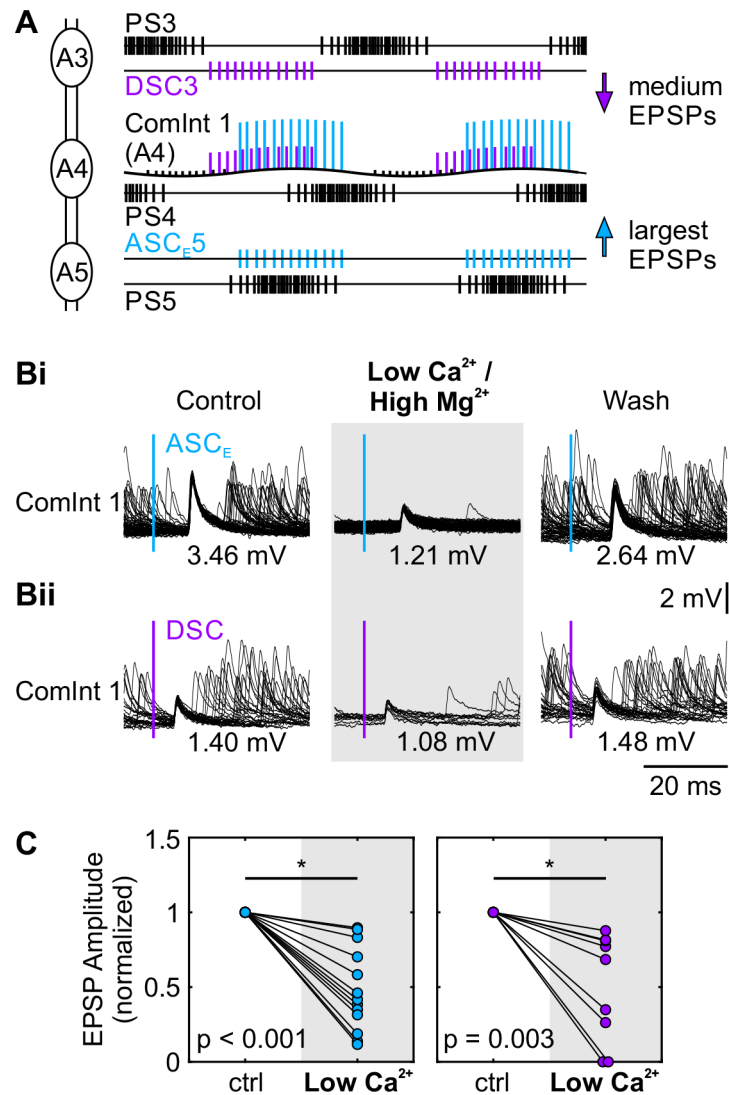 A
PS3
A3
DSC3
medium
EPSPs
ComInt 1
(A4)
A4
PS4
ASC_E5
largest
EPSPs
A5
PS5
Bi
Control
Low Ca²⁺ /
High Mg²⁺
Wash
ASC_E
ComInt 1
3.46 mV
1.21 mV
2.64 mV
Bii
2 mV
DSC
ComInt 1
1.40 mV
1.08 mV
1.48 mV
20 ms
C
EPSP Amplitude
(normalized)
1.5
1
0.5
0
*
p < 0.001
ctrl
Low Ca²⁺
*
p = 0.003
ctrl
Low Ca²⁺